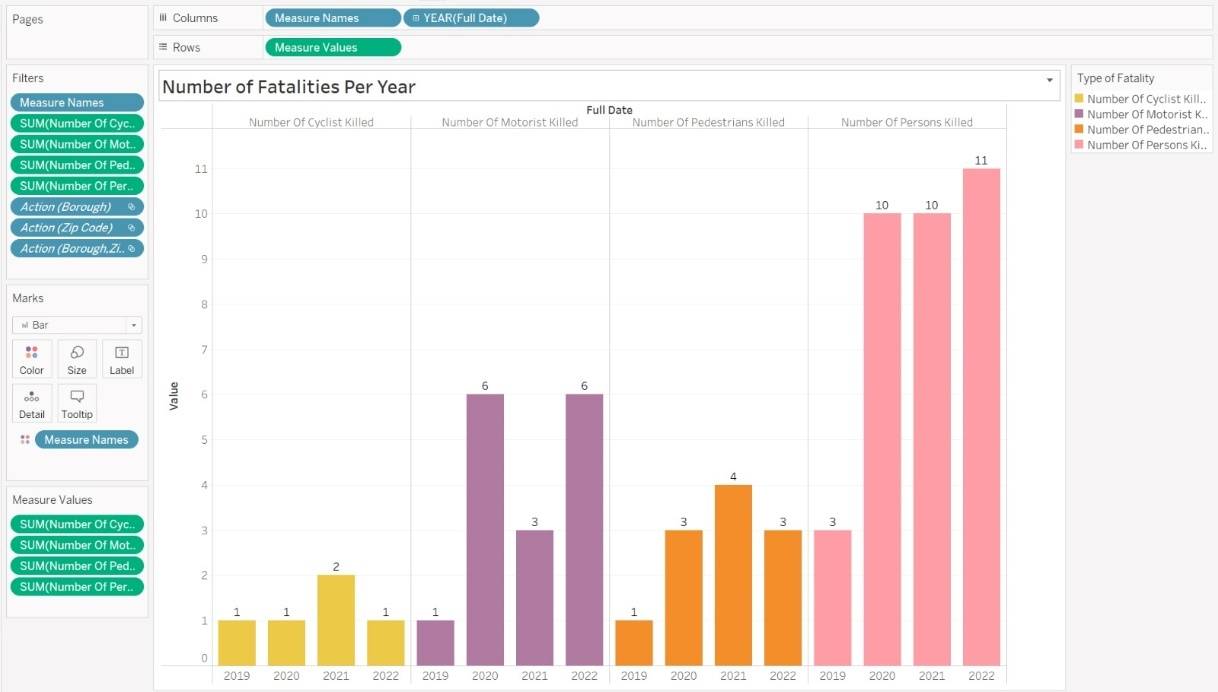 Pages
Columns
Measure Names
YEAR(Full Date)
Rows
Measure Values
Filters
Measure Names
SUM(Number Of Cyc..
SUM(Number Of Mot..
SUM(Number Of Ped..
SUM(Number Of Per..
Action (Borough)
Action (Zip Code)
Action (Borough,Zi..
Marks
Bar
Color
Size
Label
Detail
Tooltip
Measure Names
Measure Values
SUM(Number Of Cyc..
SUM(Number Of Mot..
SUM(Number Of Ped..
SUM(Number Of Per..
Number of Fatalities Per Year
Full Date
Number Of Cyclist Killed
Number Of Motorist Killed
Number Of Pedestrians Killed
Number Of Persons Killed
Value
11
10
9
8
7
6
5
4
3
2
1
0
1
1
2
1
1
6
3
6
1
3
4
3
3
10
10
11
2019 2020 2021 2022 2019 2020 2021 2022 2019 2020 2021 2022 2019 2020 2021 2022
Type of Fatality
Number Of Cyclist Kill..
Number Of Motorist K..
Number Of Pedestrian..
Number Of Persons Ki..